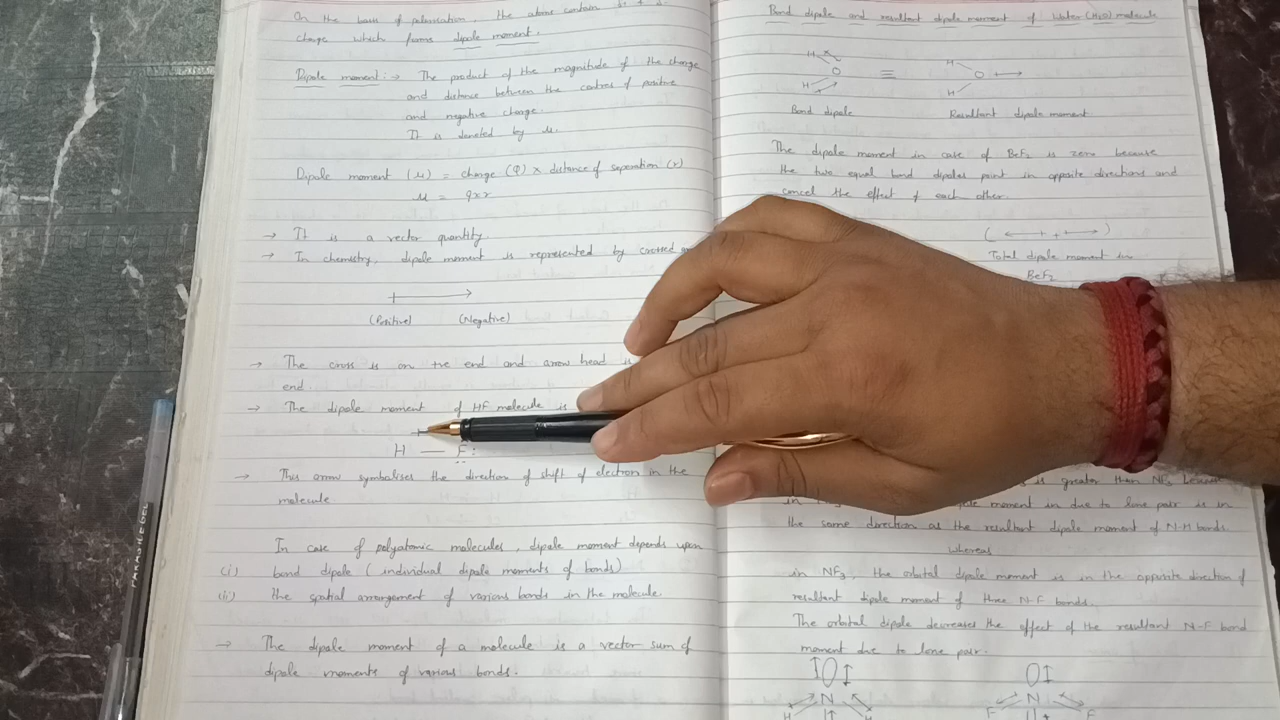 On the basis of polarisation, the atoms contain δ+ & δ-
charge which forms dipole moment.
Dipole moment :→ The product of the magnitude of the charge
and distance between the centres of positive
and negative charge.
It is denoted by μ.
Dipole moment (μ) = charge (Q) × distance of seperation (r)
μ = q×r
→ It is a vector quantity.
→ In chemistry, dipole moment is represented by crossed
(Positive) (Negative)
→ The cross is on +ve end and arrow head is
end.
→ The dipole moment of HF molecule is
H — F:
→ This arrow symbolises the direction of shift of electron in the
molecule.
In case of polyatomic molecules, dipole moment depends upon
(i) bond dipole (individual dipole moments of bonds)
(ii) the spatial arrangement of various bonds in the molecule.
→ The dipole moment of a molecule is a vector sum of
dipole moments of various bonds.
PARAGLIDE GEL
Bond dipole and resultant dipole moment of Water (H2O) molecule
H H
O ≡ O
H H
Bond dipole Resultant dipole moment
The dipole moment in case of BeF2 is zero because
the two equal bond dipoles point in opposite directions and
cancel the effect of each other.
Total dipole moment in
BeF2
is greater than NF3
moment in due to lone pair is in
the same direction as the resultant dipole moment of N-H bonds.
whereas
in NF3, the orbital dipole moment is in the opposite direction of
resultant dipole moment of three N-F bonds.
The orbital dipole decreases the effect of the resultant N-F bond
moment due to lone pair.
N N
H H F F